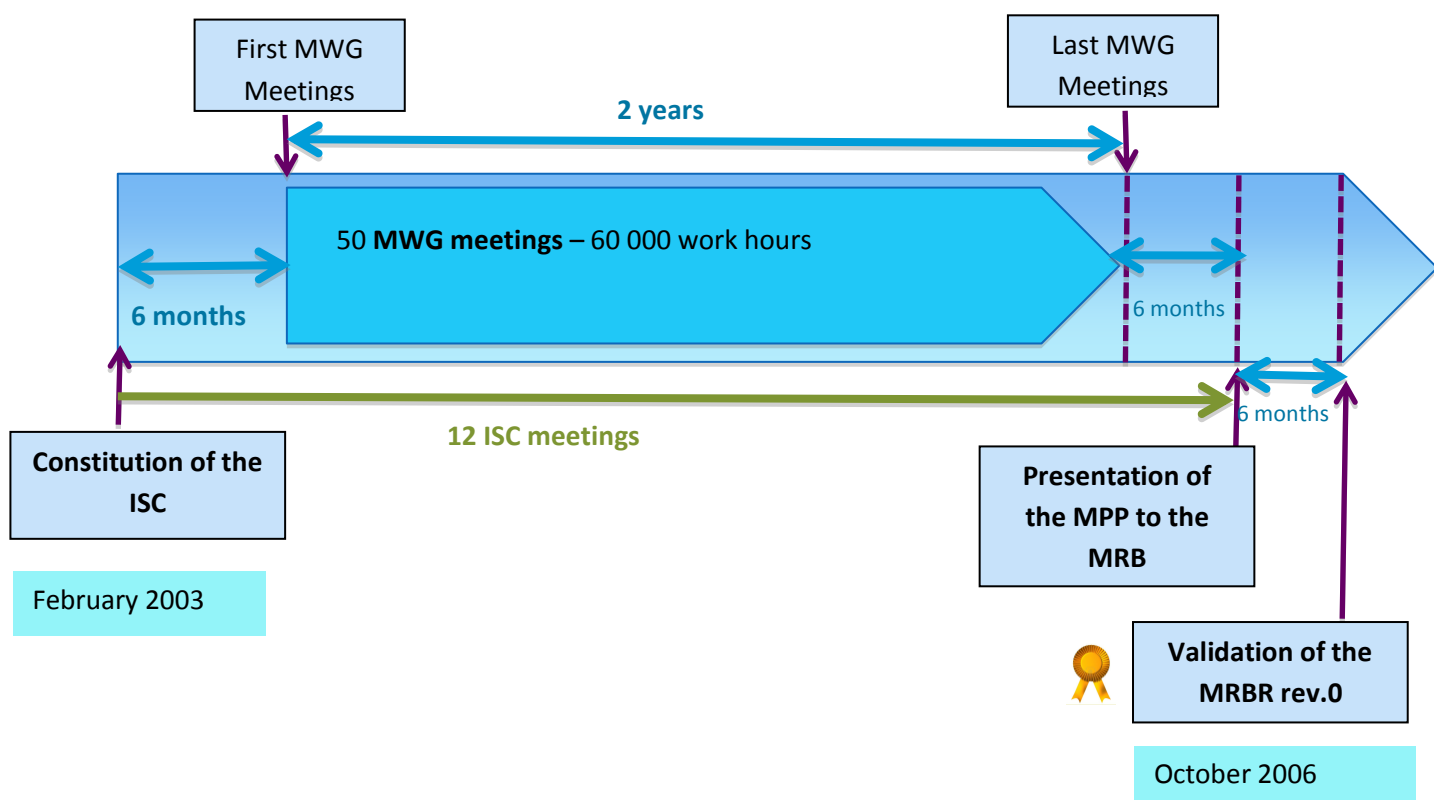 First MWG
Meetings
Last MWG
Meetings
2 years
50 MWG meetings – 60 000 work hours
6 months
6 months
6 months
12 ISC meetings
Constitution of the
ISC
Presentation of
the MPP to the
MRB
February 2003
Validation of the
MRBR rev.0
October 2006